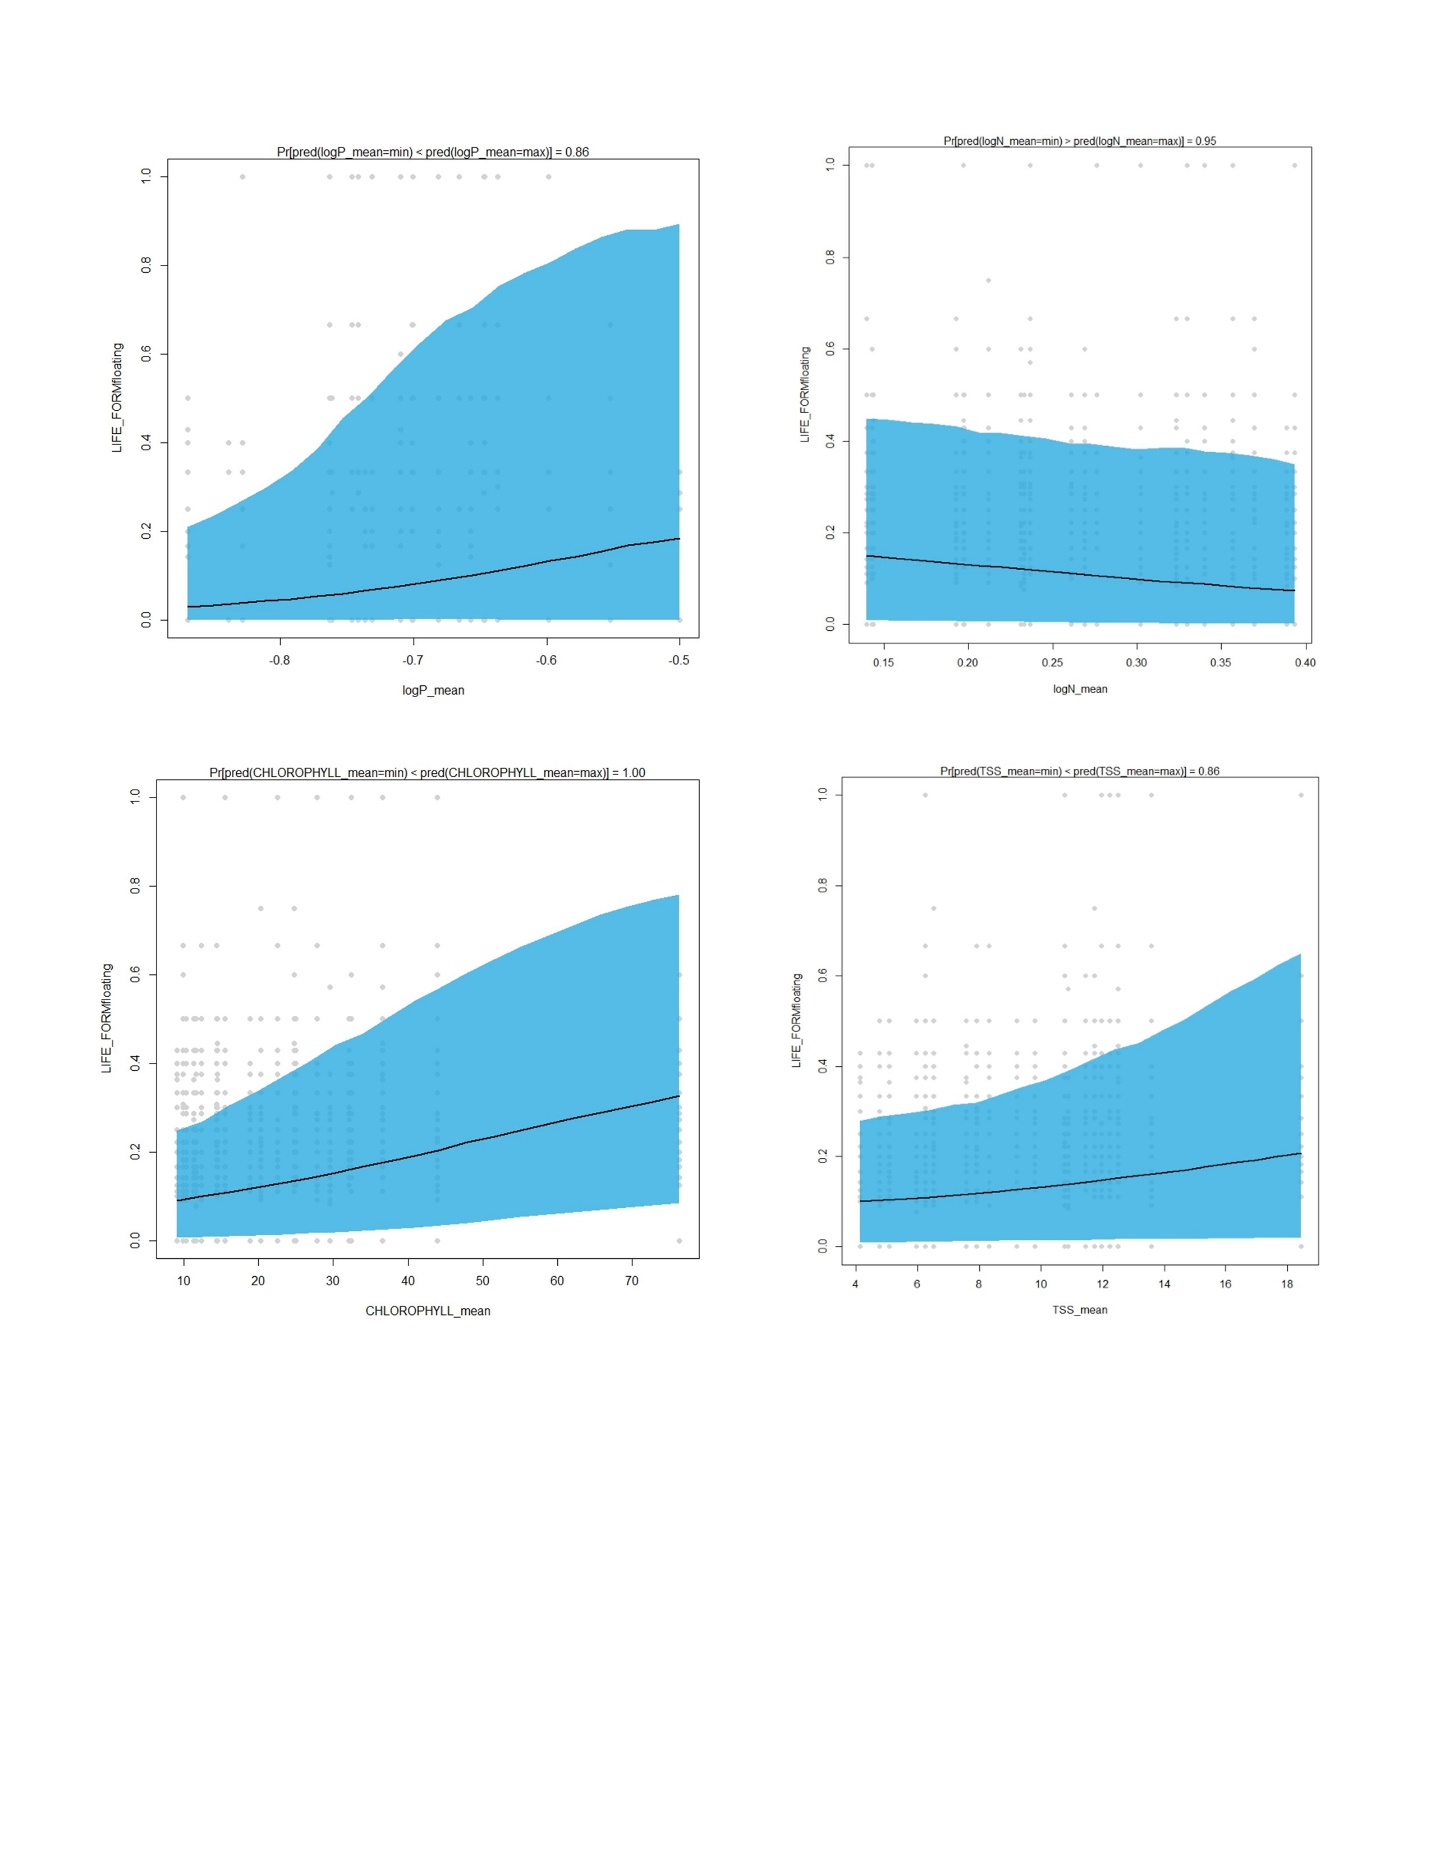 Pr[pred(logP_mean=min) < pred(logP_mean=max)] = 0.86
LIFE_FORMfloating
1.0
0.8
0.6
0.4
0.2
0.0
-0.8 -0.7 -0.6 -0.5
logP_mean
Pr[pred(logN_mean=min) > pred(logN_mean=max)] = 0.95
LIFE_FORMfloating
1.0
0.8
0.6
0.4
0.2
0.0
0.15 0.20 0.25 0.30 0.35 0.40
logN_mean
Pr[pred(CHLOROPHYLL_mean=min) < pred(CHLOROPHYLL_mean=max)] = 1.00
LIFE_FORMfloating
1.0
0.8
0.6
0.4
0.2
0.0
10 20 30 40 50 60 70
CHLOROPHYLL_mean
Pr[pred(TSS_mean=min) < pred(TSS_mean=max)] = 0.86
LIFE_FORMfloating
1.0
0.8
0.6
0.4
0.2
0.0
4 6 8 10 12 14 16 18
TSS_mean